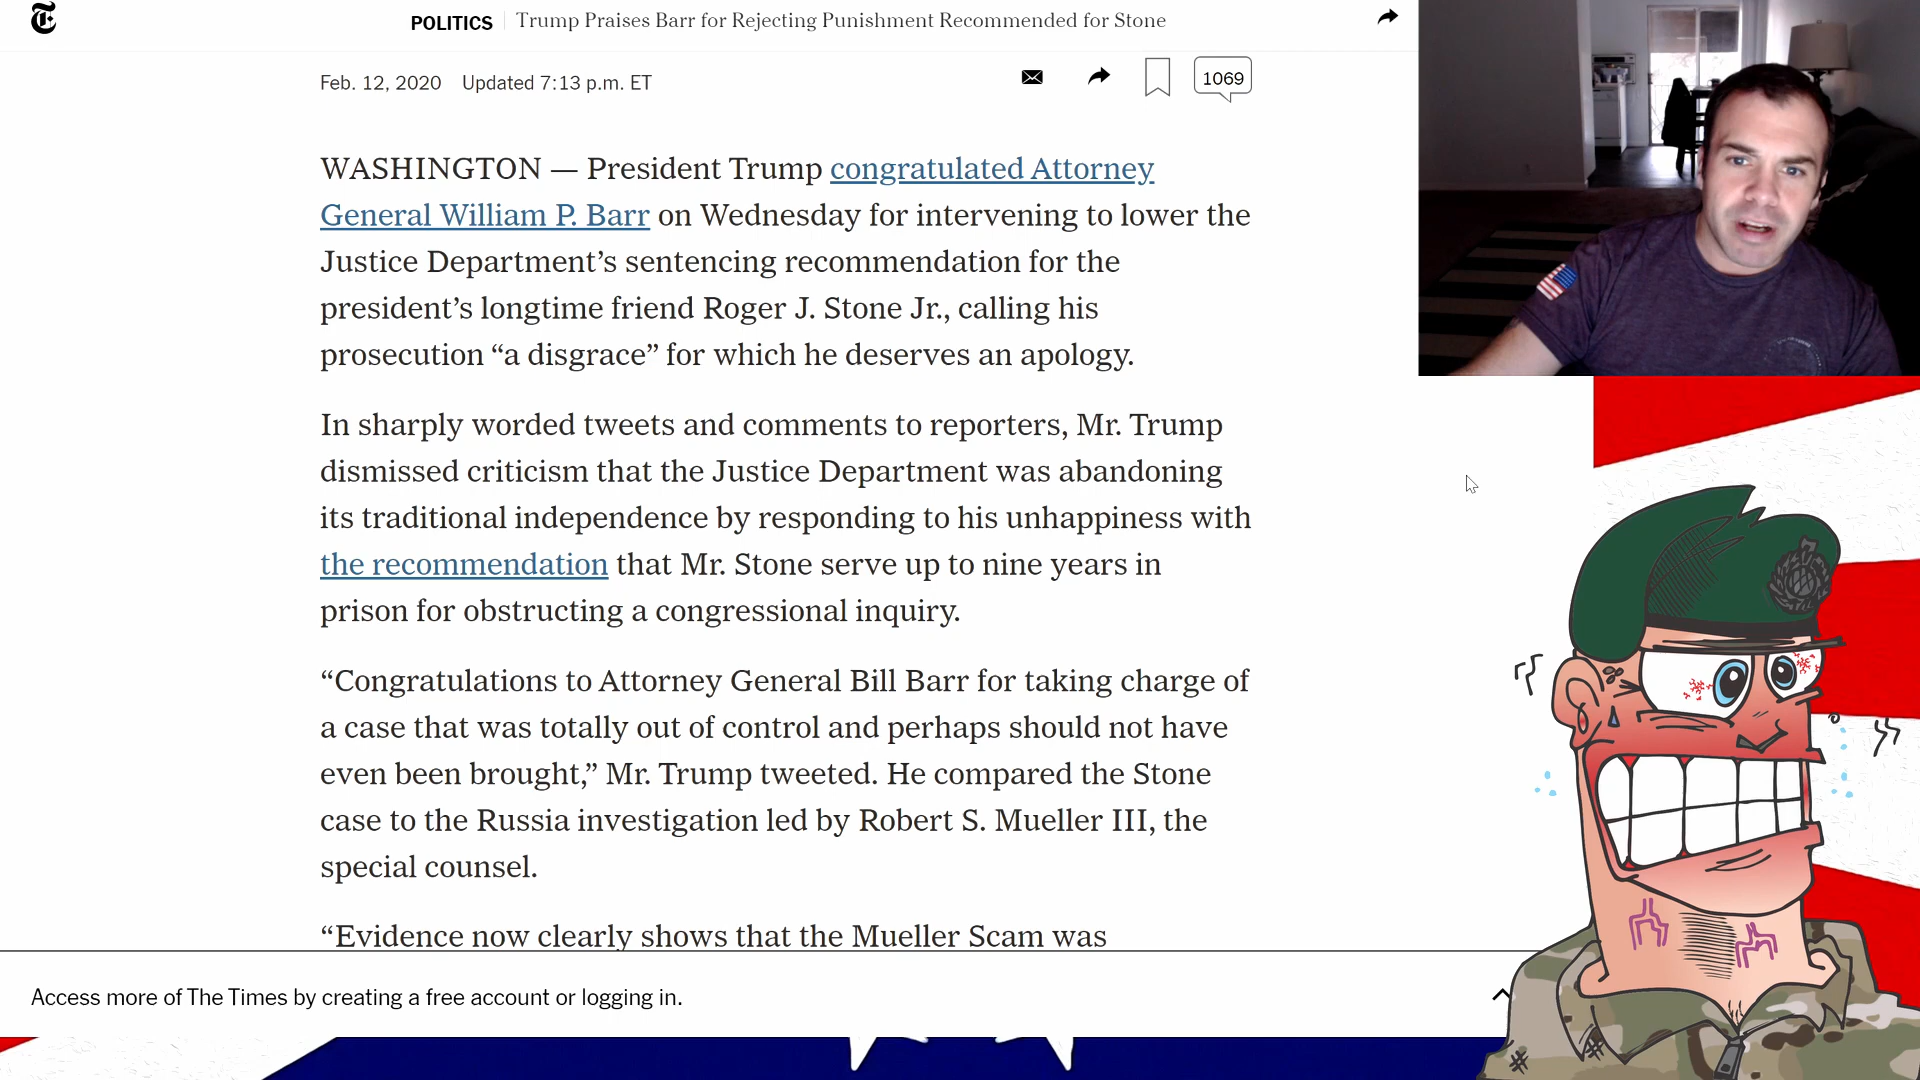 POLITICS Trump Praises Barr for Rejecting Punishment Recommended for Stone
Feb. 12, 2020 Updated 7:13 p.m. ET
1069
WASHINGTON — President Trump congratulated Attorney
General William P. Barr on Wednesday for intervening to lower the
Justice Department’s sentencing recommendation for the
president’s longtime friend Roger J. Stone Jr., calling his
prosecution “a disgrace” for which he deserves an apology.
In sharply worded tweets and comments to reporters, Mr. Trump
dismissed criticism that the Justice Department was abandoning
its traditional independence by responding to his unhappiness with
the recommendation that Mr. Stone serve up to nine years in
prison for obstructing a congressional inquiry.
“Congratulations to Attorney General Bill Barr for taking charge of
a case that was totally out of control and perhaps should not have
even been brought,” Mr. Trump tweeted. He compared the Stone
case to the Russia investigation led by Robert S. Mueller III, the
special counsel.
“Evidence now clearly shows that the Mueller Scam was
Access more of The Times by creating a free account or logging in.